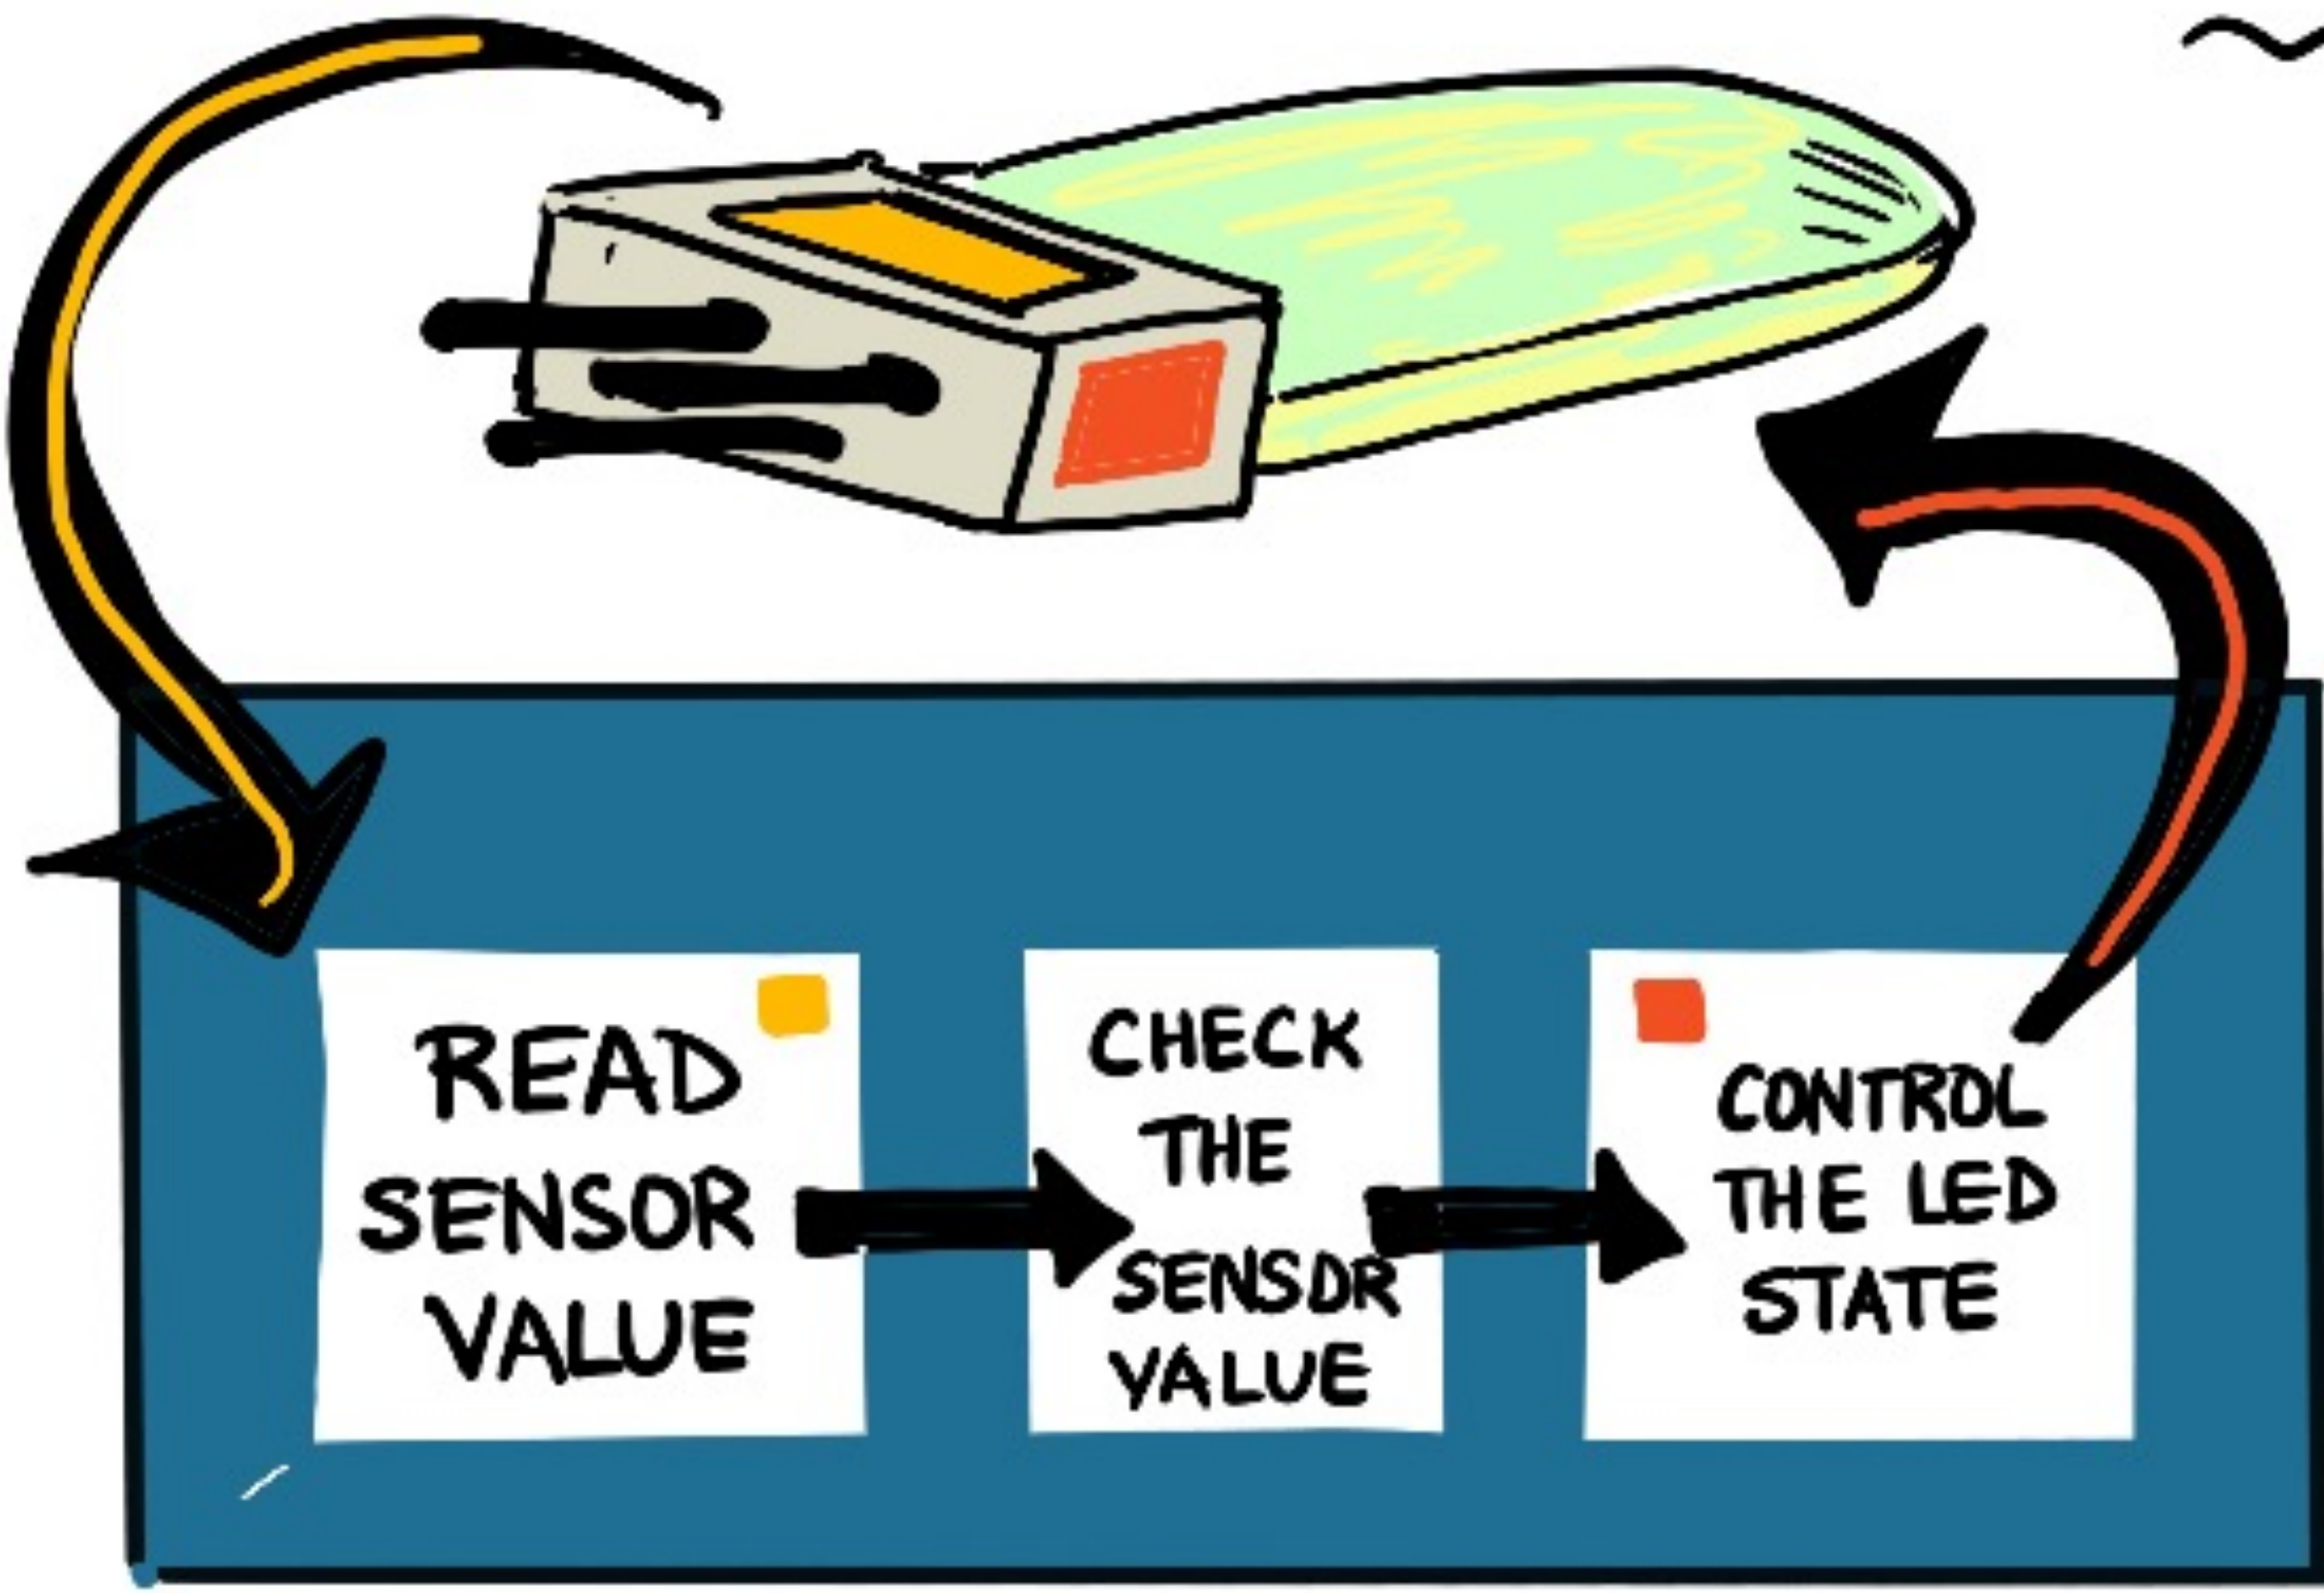 READ
SENSOR
VALUE
CHECK
THE
SENSOR
VALUE
CONTROL
THE LED
STATE